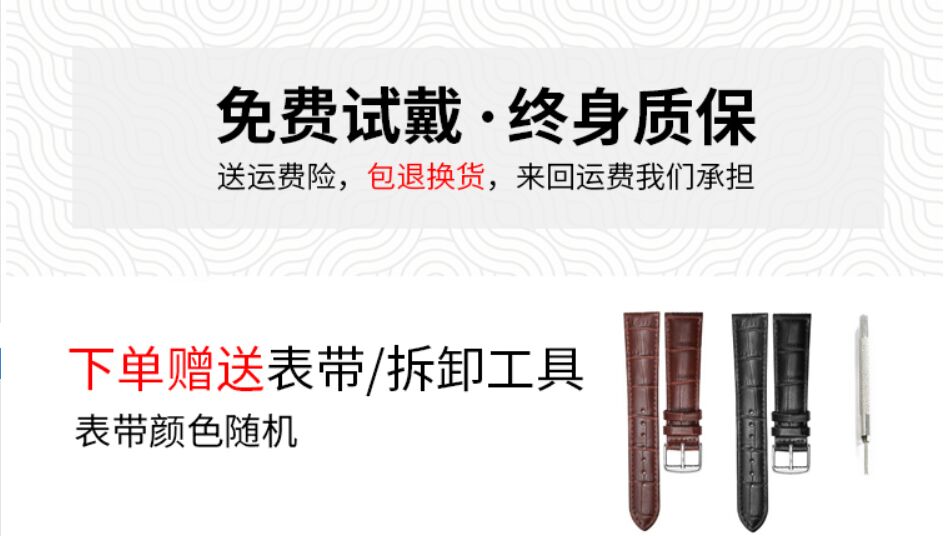 免费试戴·终身质保
送运费险，包退换货，来回运费我们承担
下单赠送表带/拆卸工具
表带颜色随机